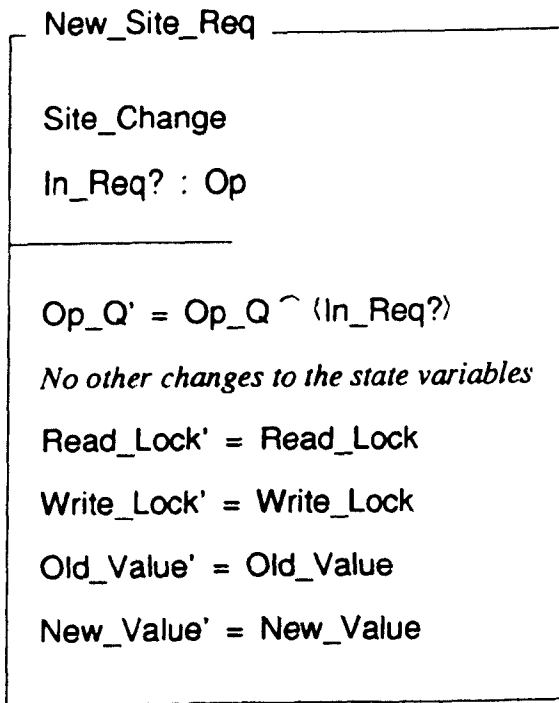 New_Site_Req
Site_Change
In_Req? : Op
Op_Q' = Op_Q ⌢ ⟨In_Req?⟩
No other changes to the state variables
Read_Lock' = Read_Lock
Write_Lock' = Write_Lock
Old_Value' = Old_Value
New_Value' = New_Value